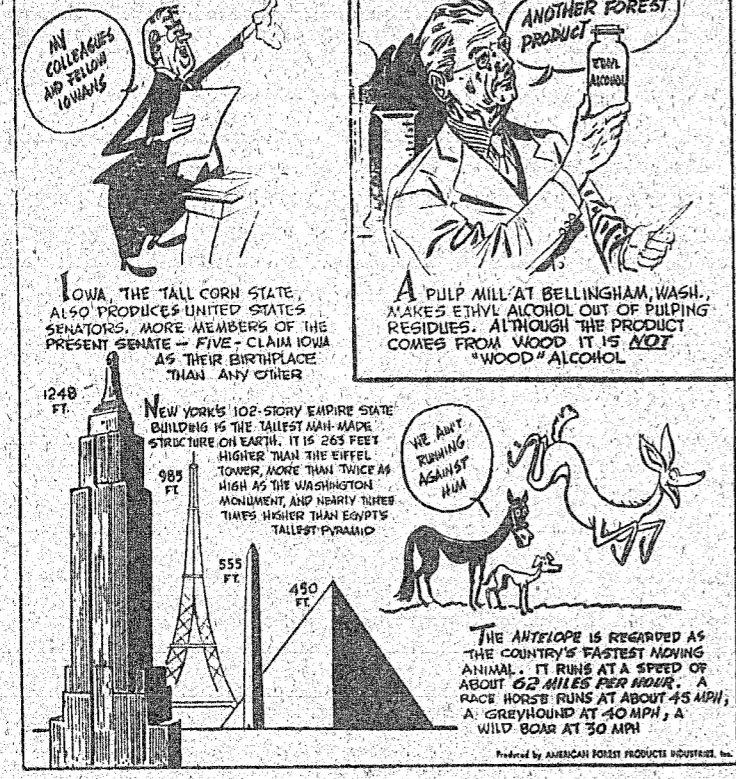 MY
COLLEAGUES
AND FELLOW
IOWANS
IOWA, THE TALL CORN STATE,
ALSO PRODUCES UNITED STATES
SENATORS. MORE MEMBERS OF THE
PRESENT SENATE - FIVE - CLAIM IOWA
AS THEIR BIRTHPLACE
THAN ANY OTHER
ANOTHER FOREST
PRODUCT
ETHYL
ALCOHOL
A PULP MILL AT BELLINGHAM, WASH.,
MAKES ETHYL ALCOHOL OUT OF PULPING
RESIDUES. ALTHOUGH THE PRODUCT
COMES FROM WOOD IT IS NOT
"WOOD" ALCOHOL
1248
FT.
NEW YORK'S 102-STORY EMPIRE STATE
BUILDING IS THE TALLEST MAN-MADE
STRUCTURE ON EARTH. IT IS 263 FEET
HIGHER THAN THE EIFFEL
TOWER, MORE THAN TWICE AS
HIGH AS THE WASHINGTON
MONUMENT, AND NEARLY THREE
TIMES HIGHER THAN EGYPT'S
TALLEST PYRAMID
985
FT.
555
FT.
450
FT.
WE AIN'T
RUNNING
AGAINST
HIM
THE ANTELOPE IS REGARDED AS
THE COUNTRY'S FASTEST MOVING
ANIMAL. IT RUNS AT A SPEED OF
ABOUT 62 MILES PER HOUR. A
RACE HORSE RUNS AT ABOUT 45 MPH,
A GREYHOUND AT 40 MPH, A
WILD BOAR AT 30 MPH
Produced by AMERICAN FOREST PRODUCTS INDUSTRIES, Inc.